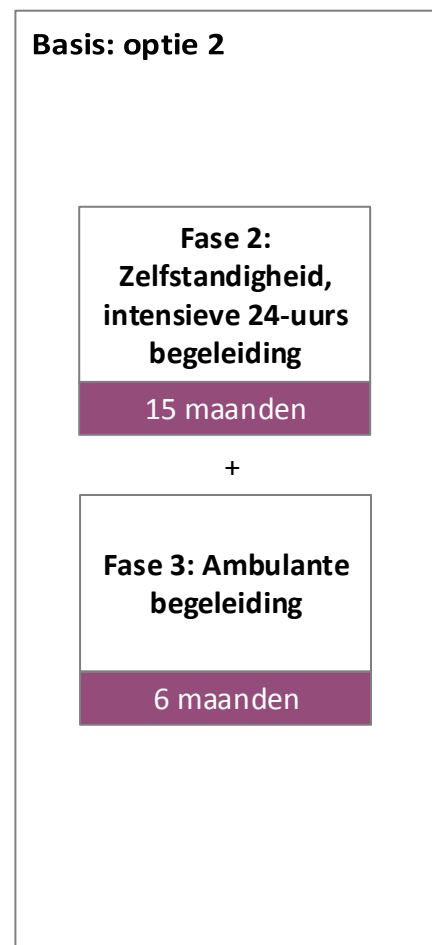 Basis: optie 2
Fase 2:
Zelfstandigheid,
intensieve 24-uurs
begeleiding
15 maanden
+
Fase 3: Ambulante
begeleiding
6 maanden